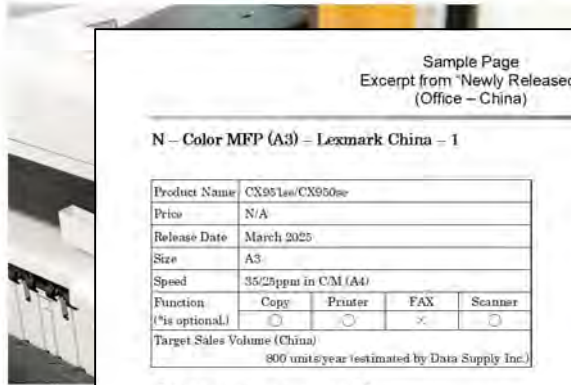 Sample Page
Excerpt from "Newly Released
(Office – China)
N – Color MFP (A3) – Lexmark China – 1
Product Name CX951se/CX950se
Price N/A
Release Date March 2025
Size A3
Speed 35/25ppm in C/M (A4)
Function Copy Printer FAX Scanner
(*is optional.) ○ ○ × ○
Target Sales Volume (China)
800 units/year (estimated by Data Supply Inc.)